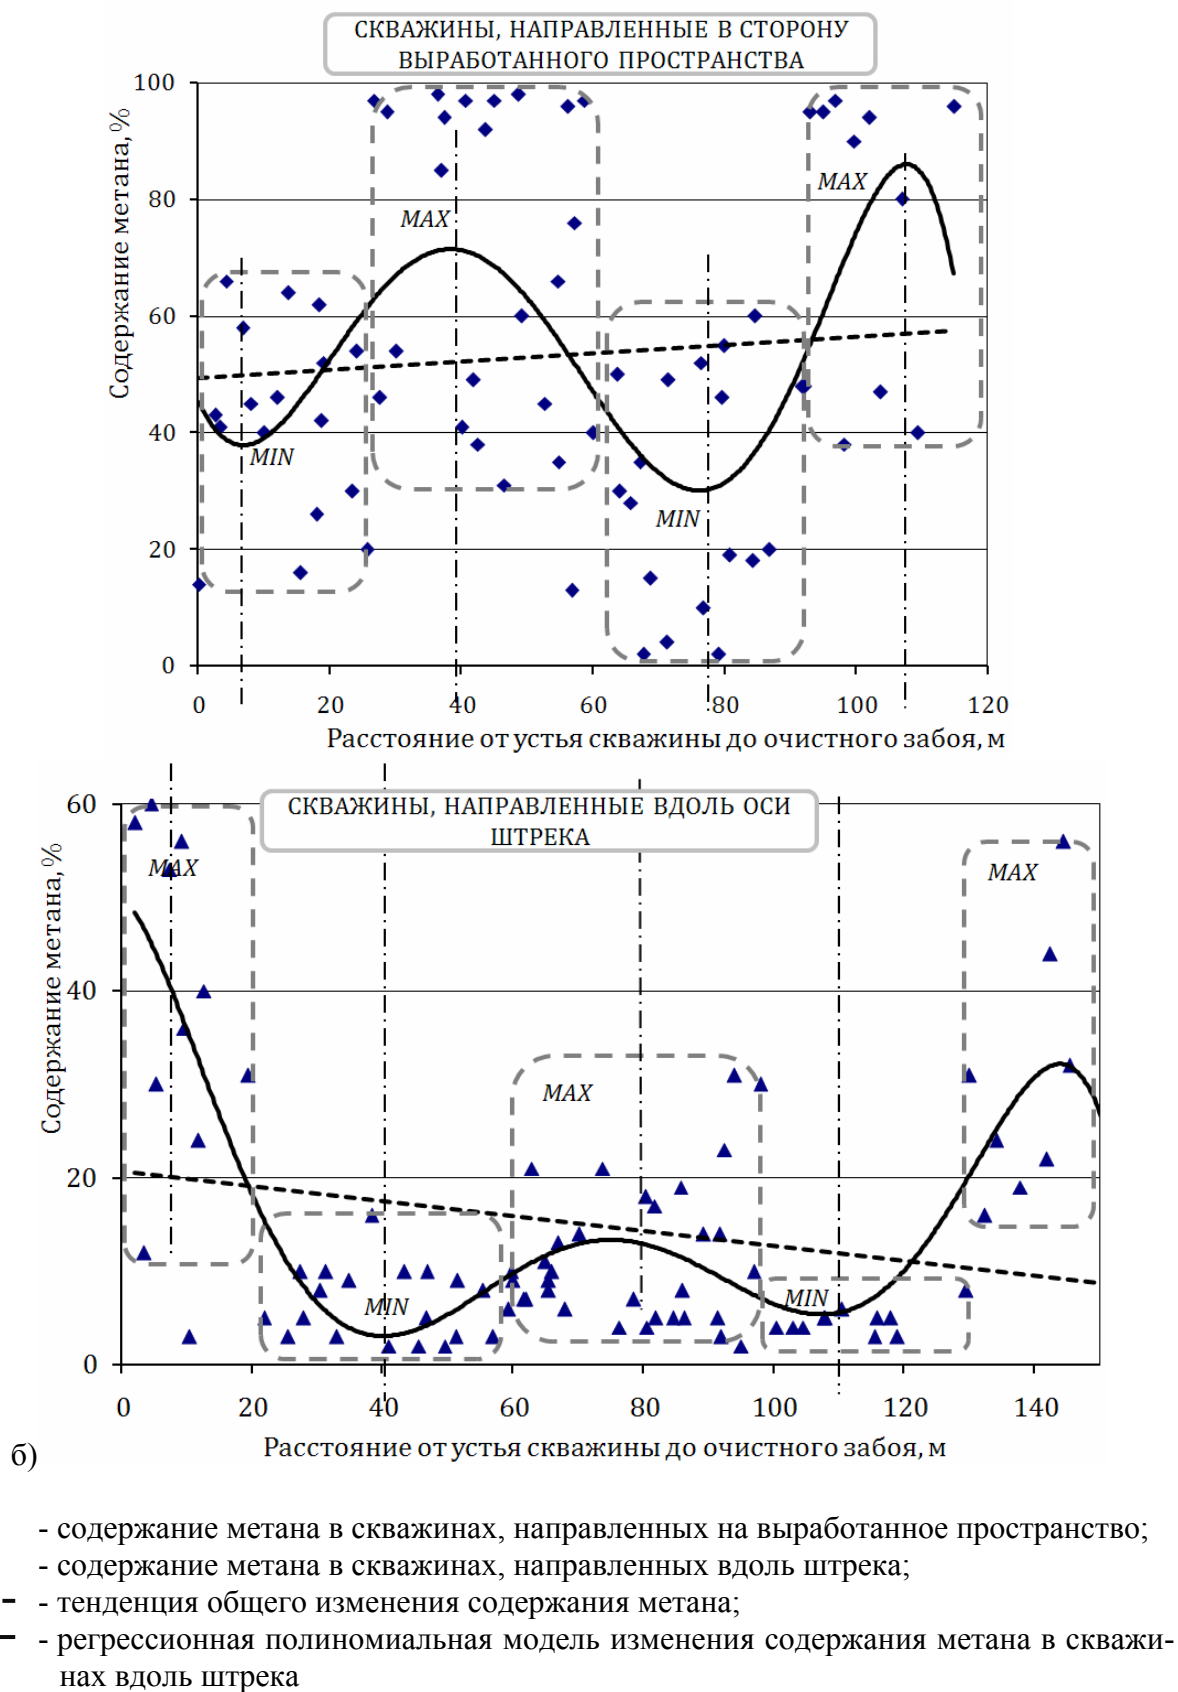 СКВАЖИНЫ, НАПРАВЛЕННЫЕ В СТОРОНУ
ВЫРАБОТАННОГО ПРОСТРАНСТВА
Содержание метана, %
100
80
60
40
20
0
MAX
MAX
MIN
MIN
0 20 40 60 80 100 120
Расстояние от устья скважины до очистного забоя, м
СКВАЖИНЫ, НАПРАВЛЕННЫЕ ВДОЛЬ ОСИ
ШТРЕКА
Содержание метана, %
60
40
20
0
MAX
MAX
MAX
MIN
MIN
0 20 40 60 80 100 120 140
Расстояние от устья скважины до очистного забоя, м
б)
- содержание метана в скважинах, направленных на выработанное пространство;
- содержание метана в скважинах, направленных вдоль штрека;
- тенденция общего изменения содержания метана;
- регрессионная полиномиальная модель изменения содержания метана в скважи-
нах вдоль штрека